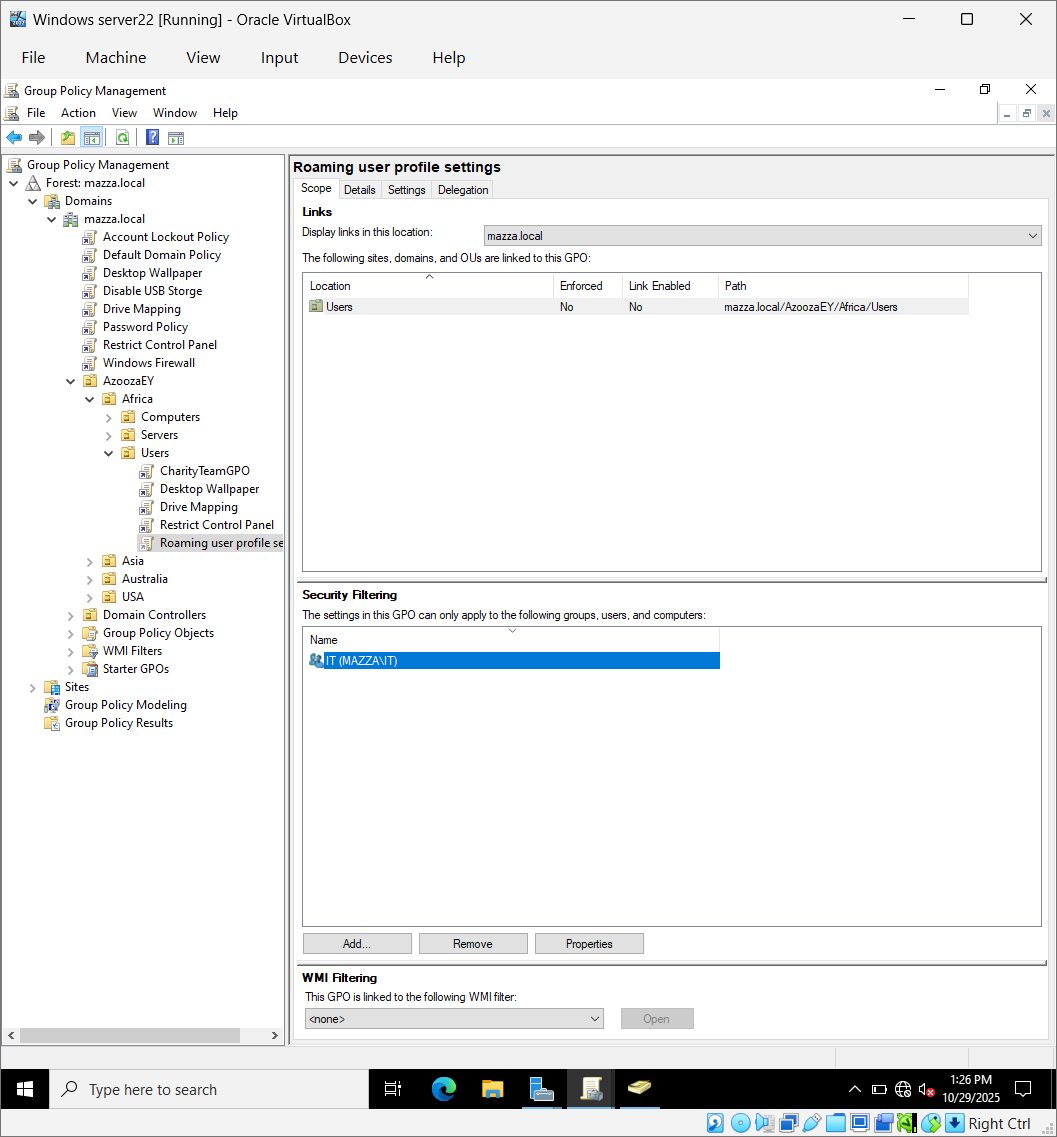 Windows server22 [Running] - Oracle VirtualBox
File Machine View Input Devices Help
Group Policy Management
File Action View Window Help
Group Policy Management
Forest: mazza.local
Domains
mazza.local
Account Lockout Policy
Default Domain Policy
Desktop Wallpaper
Disable USB Storge
Drive Mapping
Password Policy
Restrict Control Panel
Windows Firewall
AzoozaEY
Africa
Computers
Servers
Users
CharityTeamGPO
Desktop Wallpaper
Drive Mapping
Restrict Control Panel
Roaming user profile se
Asia
Australia
USA
Domain Controllers
Group Policy Objects
WMI Filters
Starter GPOs
Sites
Group Policy Modeling
Group Policy Results
Roaming user profile settings
Scope Details Settings Delegation
Links
Display links in this location: mazza.local
The following sites, domains, and OUs are linked to this GPO:
Location Enforced Link Enabled Path
Users No No mazza.local/AzoozaEY/Africa/Users
Security Filtering
The settings in this GPO can only apply to the following groups, users, and computers:
Name
IT (MAZZA\IT)
Add... Remove Properties
WMI Filtering
This GPO is linked to the following WMI filter:
<none> Open
Type here to search
1:26 PM
10/29/2025
Right Ctrl